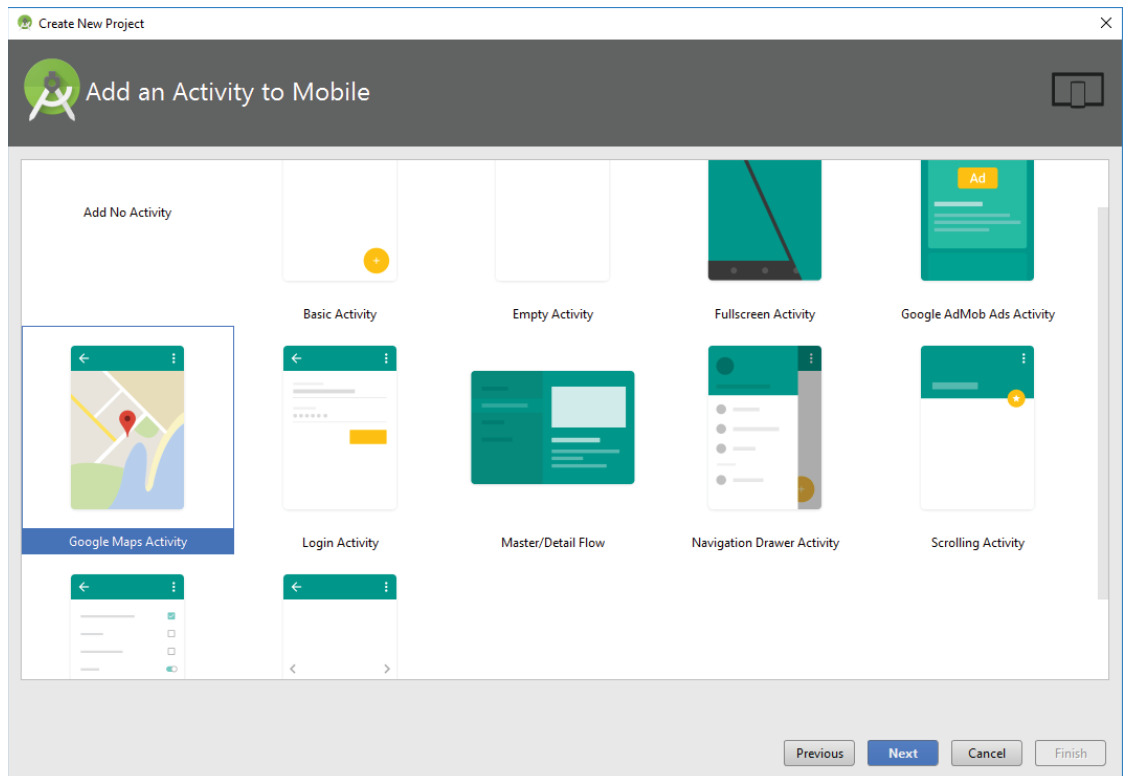 Create New Project
Add an Activity to Mobile
Ad
Add No Activity
Basic Activity
Empty Activity
Fullscreen Activity
Google AdMob Ads Activity
Google Maps Activity
Login Activity
Master/Detail Flow
Navigation Drawer Activity
Scrolling Activity
Previous
Next
Cancel
Finish